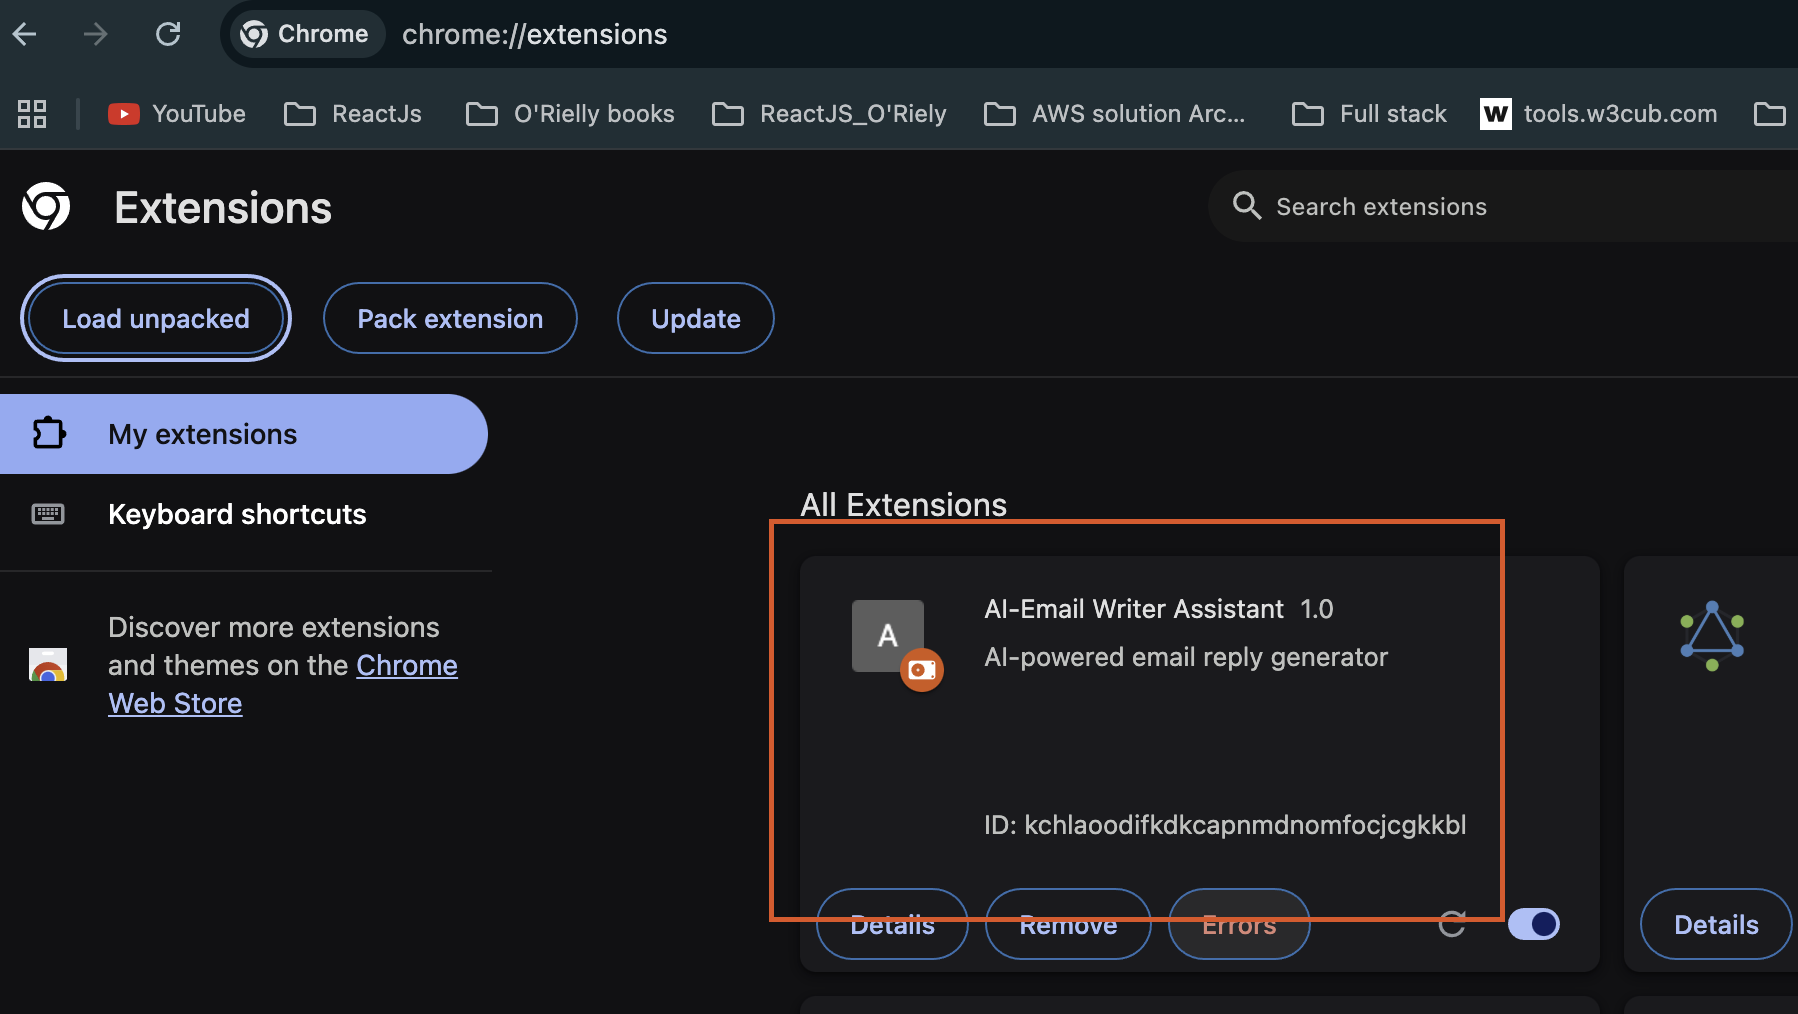 Chrome chrome://extensions
YouTube ReactJs O'Rielly books ReactJS_O'Riely AWS solution Arc... Full stack W tools.w3cub.com
Extensions
Search extensions
Load unpacked Pack extension Update
My extensions
Keyboard shortcuts
Discover more extensions
and themes on the Chrome
Web Store
All Extensions
A
AI-Email Writer Assistant 1.0
AI-powered email reply generator
ID: kchlaoodifkdkcapnmdnomfocjcgkkbl
Details Remove Errors
Details